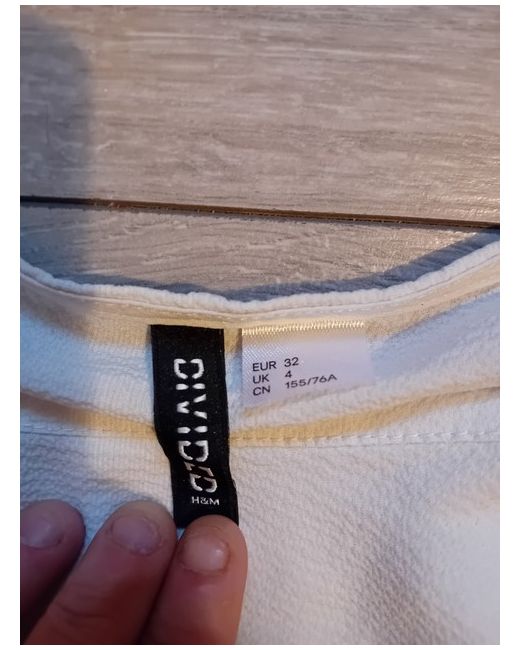 DIVIDED
H&M
EUR 32
UK 4
CN 155/76A